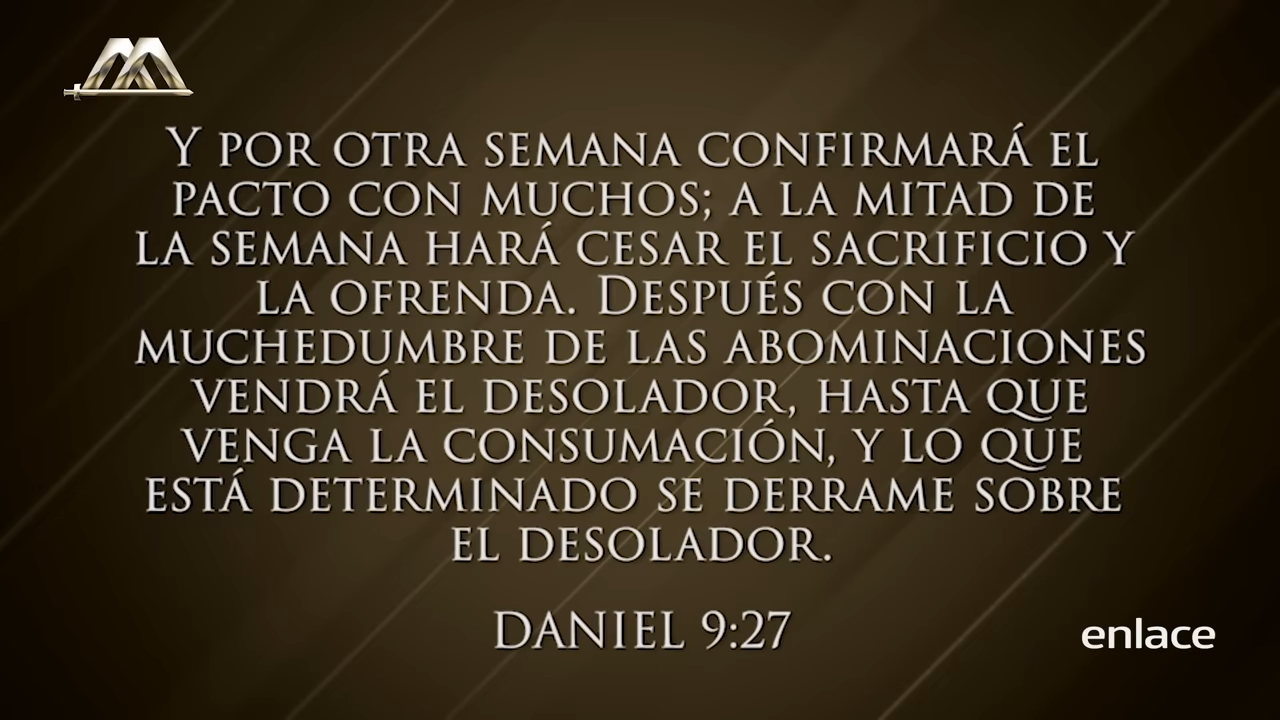 Y POR OTRA SEMANA CONFIRMARÁ EL
PACTO CON MUCHOS; A LA MITAD DE
LA SEMANA HARÁ CESAR EL SACRIFICIO Y
LA OFRENDA. DESPUÉS CON LA
MUCHEDUMBRE DE LAS ABOMINACIONES
VENDRÁ EL DESOLADOR, HASTA QUE
VENGA LA CONSUMACIÓN, Y LO QUE
ESTÁ DETERMINADO SE DERRAME SOBRE
EL DESOLADOR.
DANIEL 9:27
enlace